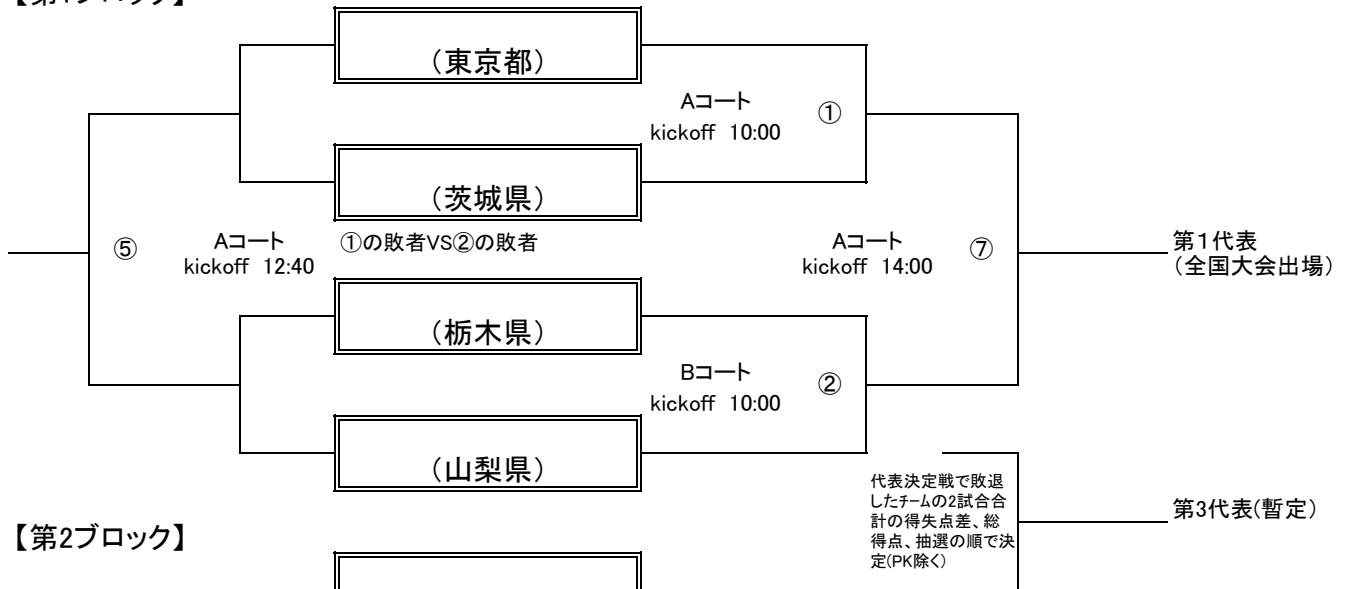 (東京都)
Aコート
kickoff 10:00
①
(茨城県)
⑤
Aコート
kickoff 12:40
①の敗者VS②の敗者
Aコート
kickoff 14:00
⑦
第1代表
(全国大会出場)
(栃木県)
Bコート
kickoff 10:00
②
(山梨県)
代表決定戦で敗退
したチームの2試合合
計の得失点差、総
得点、抽選の順で決
定(PK除く)
第3代表(暫定)
【第2ブロック】